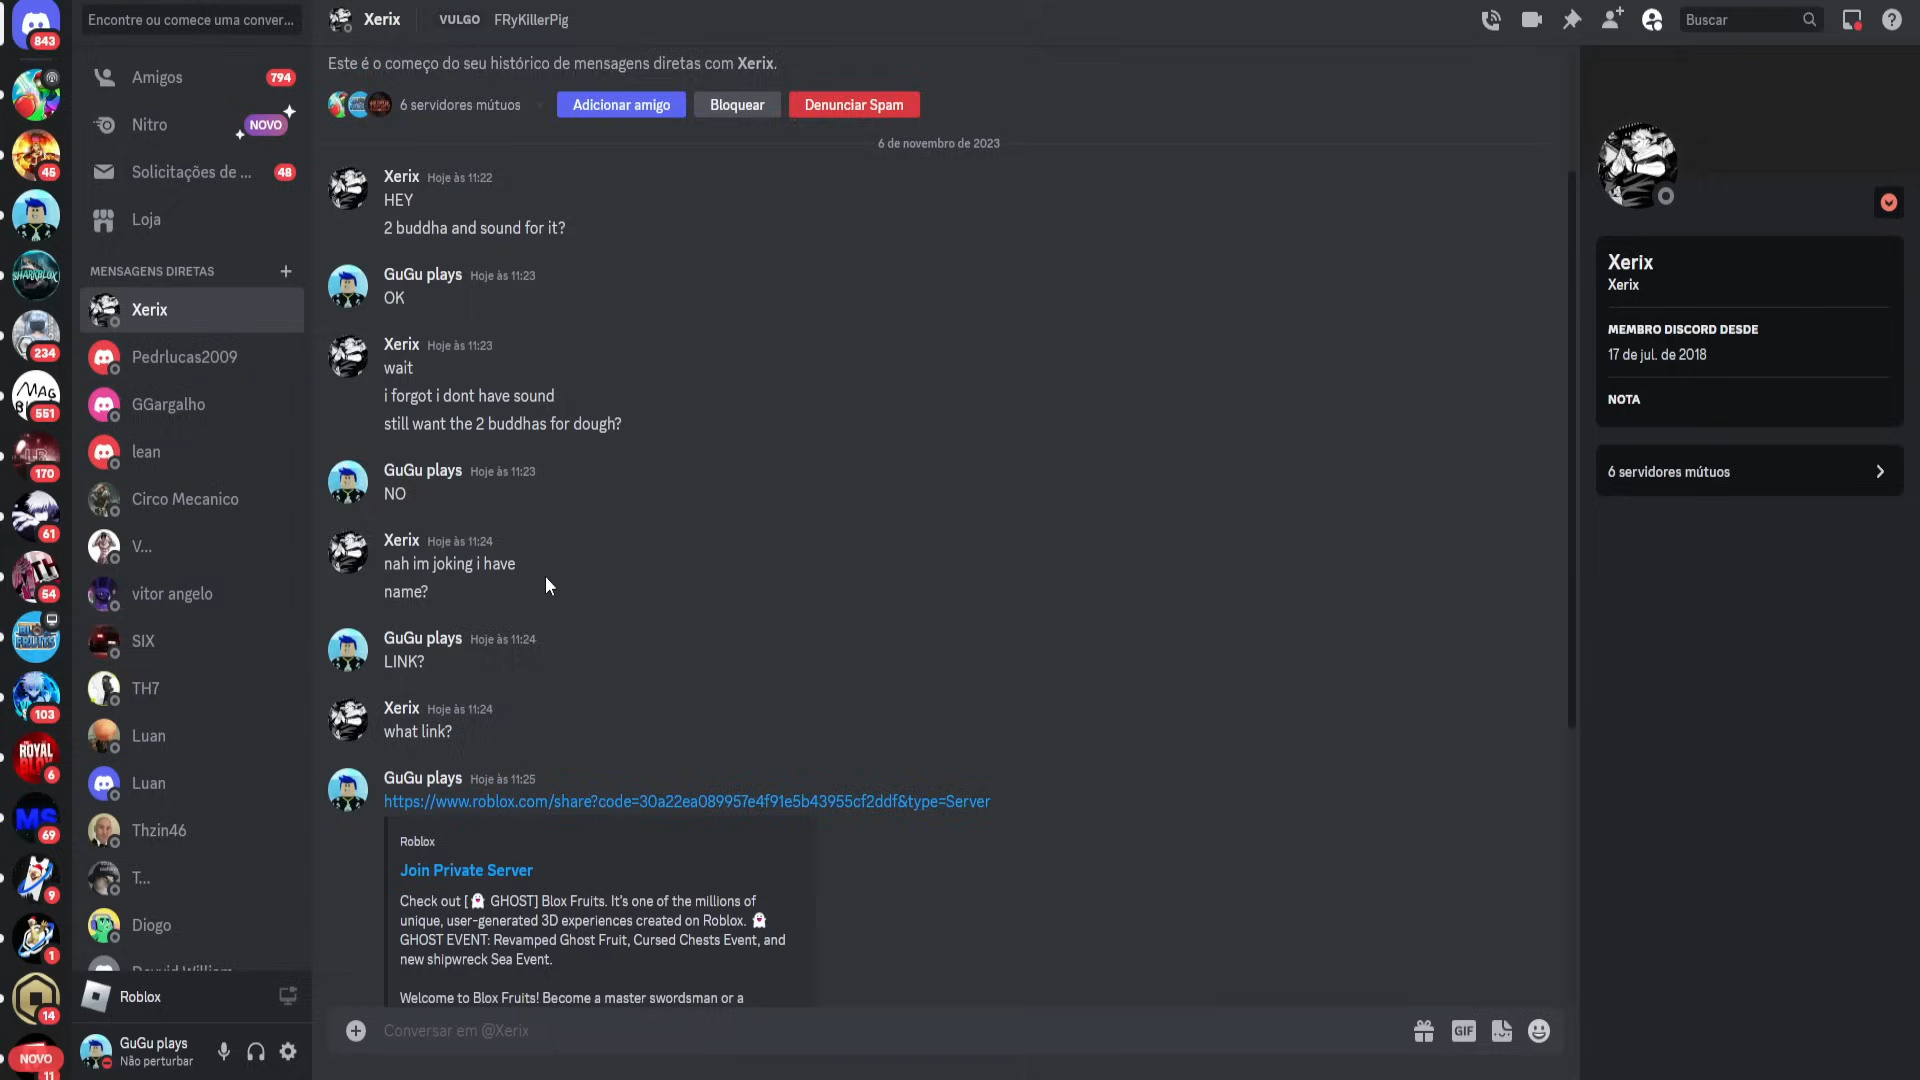 843
45
234
MAG
551
170
61
54
103
ROYAL
6
MS
69
9
1
14
NOVO
11
Encontre ou comece uma conver...
Amigos
794
Nitro
NOVO
Solicitações de ...
48
Loja
MENSAGENS DIRETAS
Xerix
Pedrlucas2009
GGargalho
lean
Circo Mecanico
V...
vitor angelo
SIX
TH7
Luan
Luan
Thzin46
T...
Diogo
Roblox
GuGu plays
Não perturbar
Xerix
VULGO FRyKillerPig
Buscar
Este é o começo do seu histórico de mensagens diretas com Xerix.
6 servidores mútuos
Adicionar amigo
Bloquear
Denunciar Spam
6 de novembro de 2023
Xerix Hoje às 11:22
HEY
2 buddha and sound for it?
GuGu plays Hoje às 11:23
OK
Xerix Hoje às 11:23
wait
i forgot i dont have sound
still want the 2 buddhas for dough?
GuGu plays Hoje às 11:23
NO
Xerix Hoje às 11:24
nah im joking i have
name?
GuGu plays Hoje às 11:24
LINK?
Xerix Hoje às 11:24
what link?
GuGu plays Hoje às 11:25
https://www.roblox.com/share?code=30a22ea089957e4f91e5b43955cf2ddf&type=Server
Roblox
Join Private Server
Check out [👻 GHOST] Blox Fruits. It's one of the millions of
unique, user-generated 3D experiences created on Roblox. 👻
GHOST EVENT: Revamped Ghost Fruit, Cursed Chests Event, and
new shipwreck Sea Event.
Welcome to Blox Fruits! Become a master swordsman or a
Conversar em @Xerix
GIF
Xerix
Xerix
MEMBRO DISCORD DESDE
17 de jul. de 2018
NOTA
6 servidores mútuos